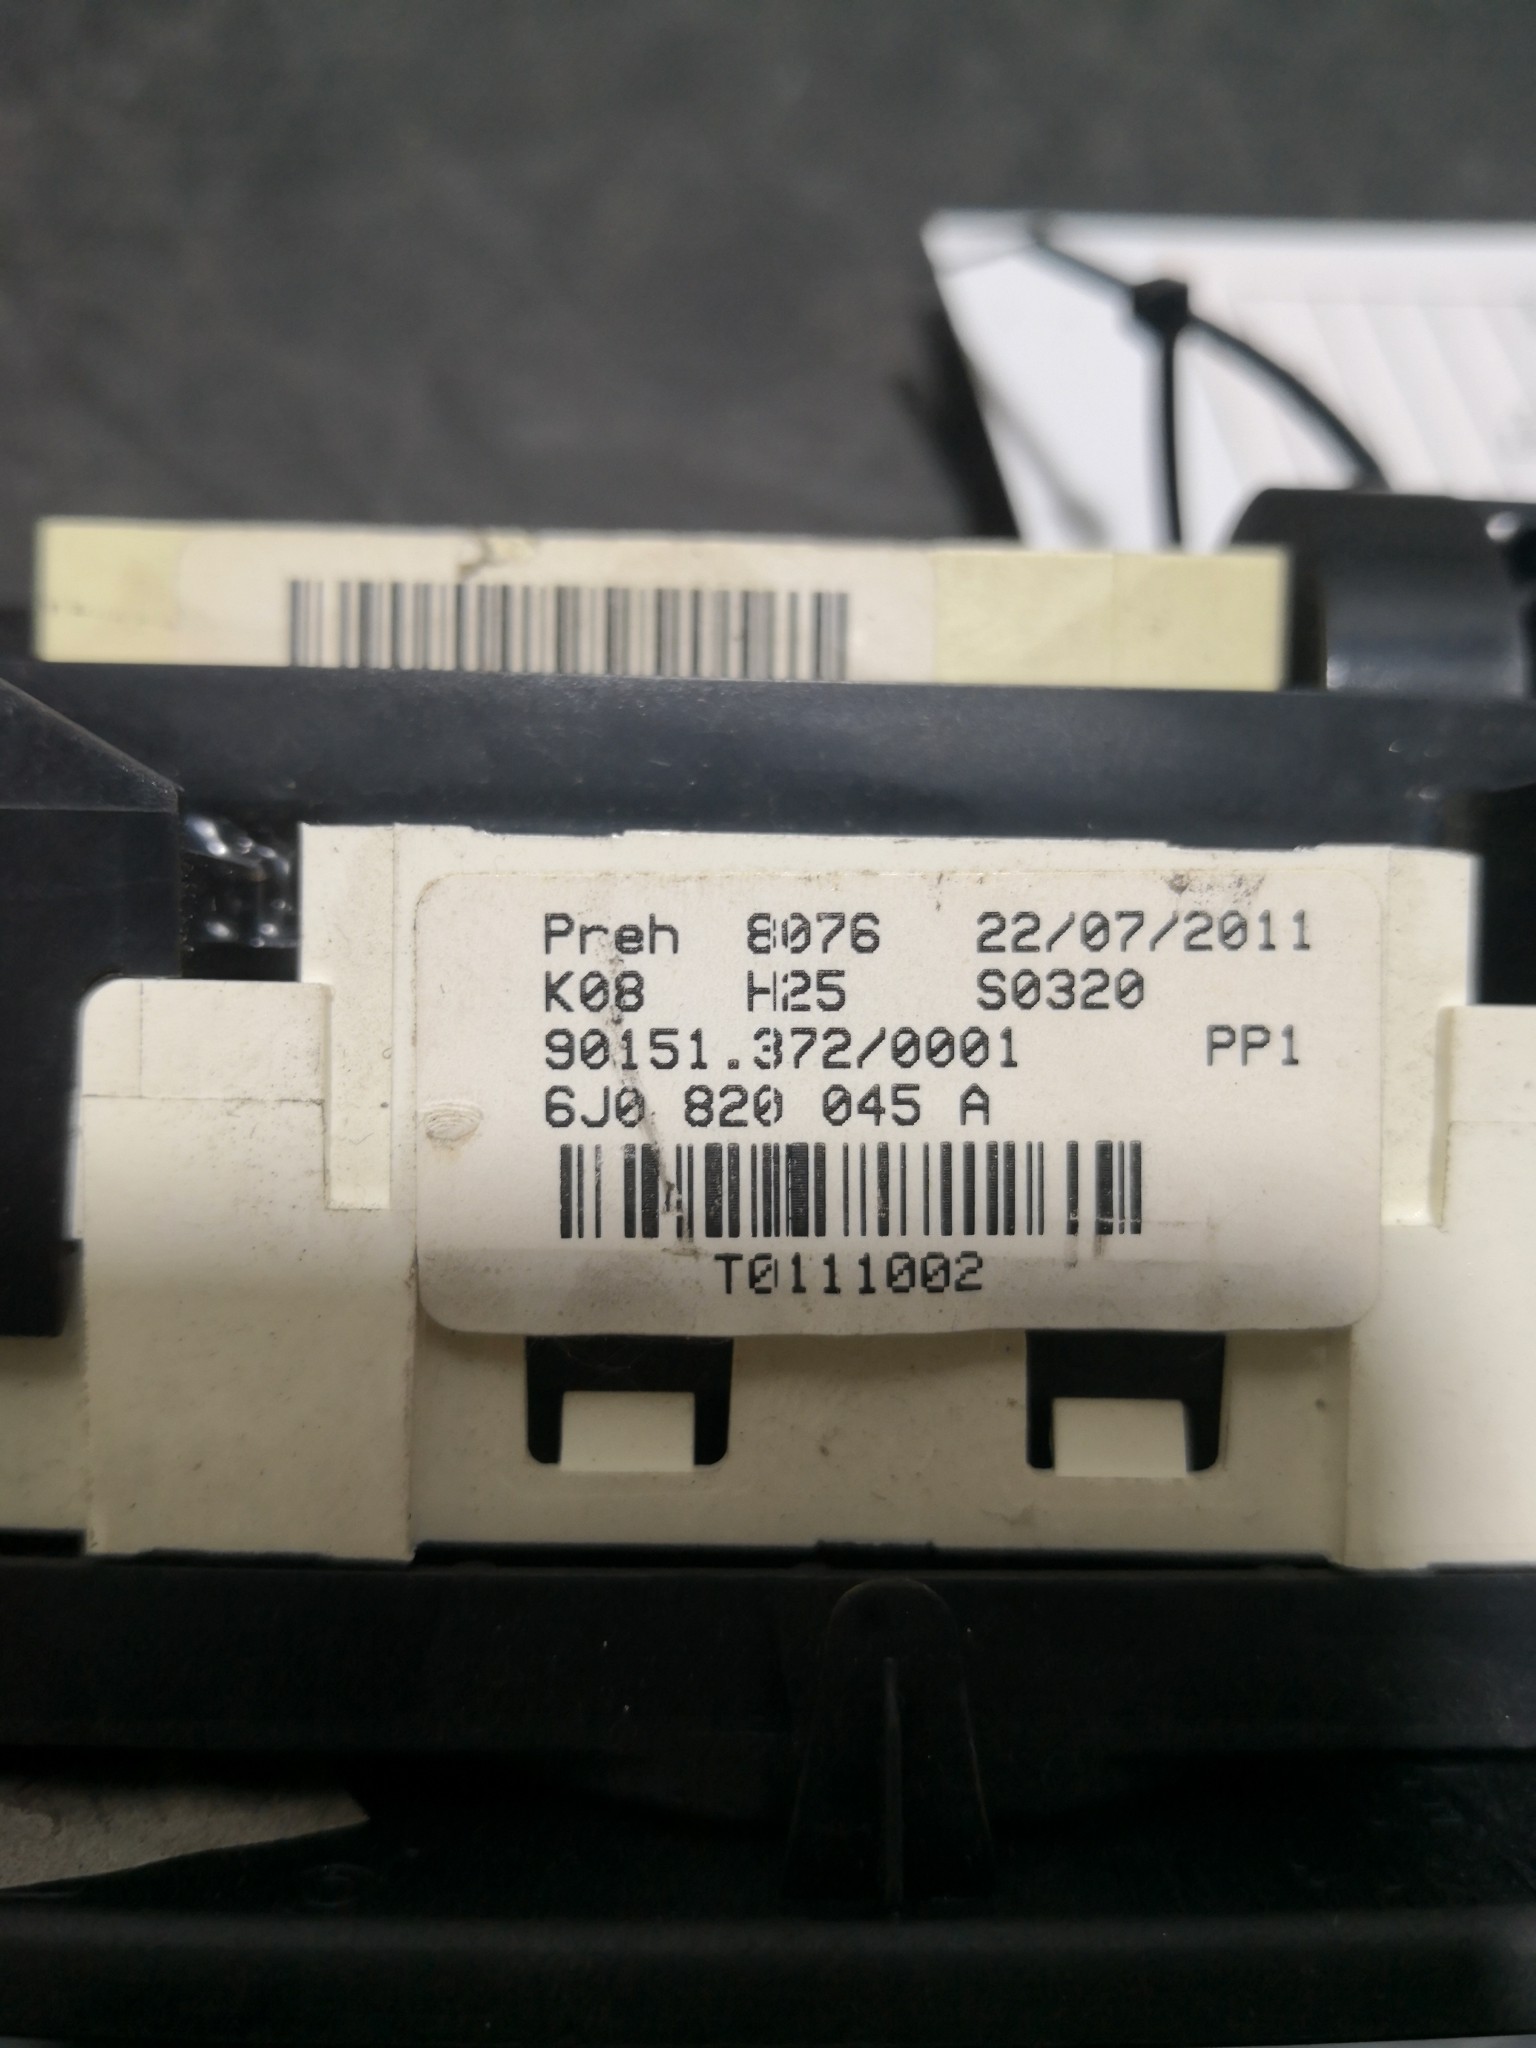 Preh 8076 22/07/2011
K08 H25 S0320
90151.372/0001 PP1
6J0 820 045 A
T0111002